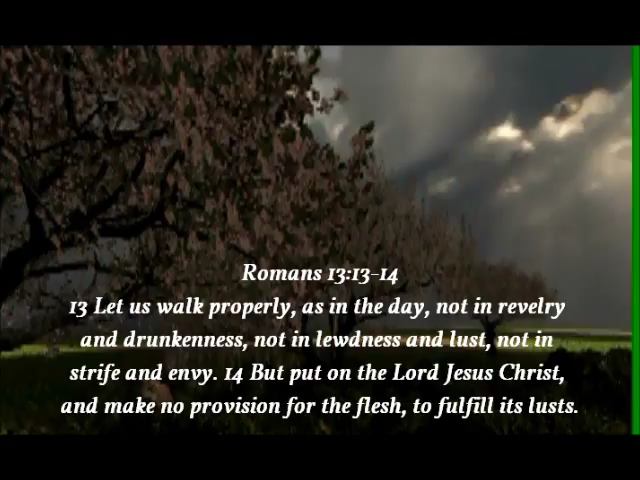 Romans 13:13-14
13 Let us walk properly, as in the day, not in revelry
and drunkenness, not in lewdness and lust, not in
strife and envy. 14 But put on the Lord Jesus Christ,
and make no provision for the flesh, to fulfill its lusts.